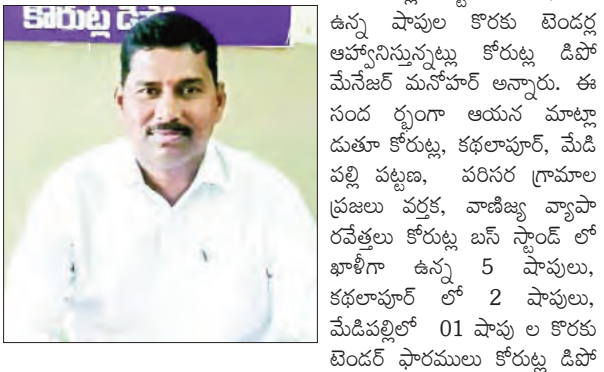 కోరుట్ల డిపో
ఉన్న షాపుల కొరకు టెండర్ల
ఆహ్వానిస్తున్నట్లు కోరుట్ల డిపో
మేనేజర్ మనోహర్ అన్నారు. ఈ
సంద ర్భంగా ఆయన మాట్లా
డుతూ కోరుట్ల, కథలాపూర్, మేడి
పల్లి పట్టణ, పరిసర గ్రామాల
ప్రజలు వర్తక, వాణిజ్య వ్యాపా
రవేత్తలు కోరుట్ల బస్ స్టాండ్ లో
ఖాళీగా ఉన్న 5 షాపులు,
కథలాపూర్ లో 2 షాపులు,
మేడిపల్లిలో 01 షాపు ల కొరకు
టెండర్ ఫారములు కోరుట్ల డిపో